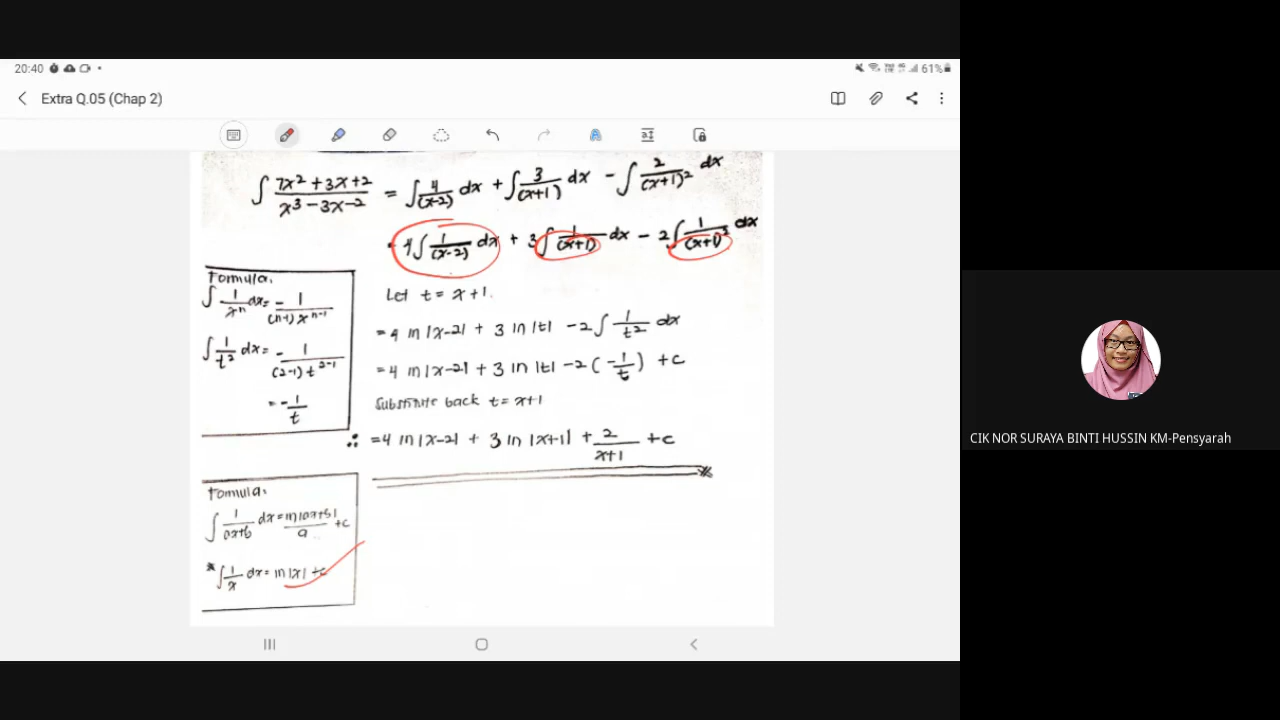 20:40
61%
Extra Q.05 (Chap 2)
∫ 7x² + 3x + 2 / x³ - 3x - 2 = ∫ 4/(x-2) dx + ∫ 3/(x+1) dx - ∫ 2/(x+1)² dx
= 4∫ 1/(x-2) dx + 3∫ 1/(x+1) dx - 2∫ 1/(x+1)² dx
Formula:
∫ 1/xⁿ dx = - 1/(n-1)xⁿ⁻¹
∫ 1/t² dx = - 1/(2-1)t²⁻¹
= - 1/t
Let t = x+1.
= 4 ln |x-2| + 3 ln |t| - 2∫ 1/t² dx
= 4 ln |x-2| + 3 ln |t| - 2(- 1/t) + c
Substitute back t = x+1
∴ = 4 ln |x-2| + 3 ln |x+1| + 2/x+1 + c
Formula:
∫ 1/ax+b dx = ln|ax+b|/a + c
* ∫ 1/x dx = ln |x| + c
CIK NOR SURAYA BINTI HUSSIN KM-Pensyarah